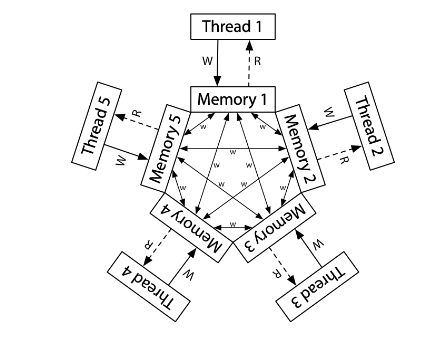 Thread 1
W
R
Memory 1
Thread 5
R
W
Memory 5
Memory 2
W
R
Thread 2
w
w
w
w
w
w
w
w
w
w
Memory 4
Memory 3
R
W
Thread 4
R
W
Thread 3